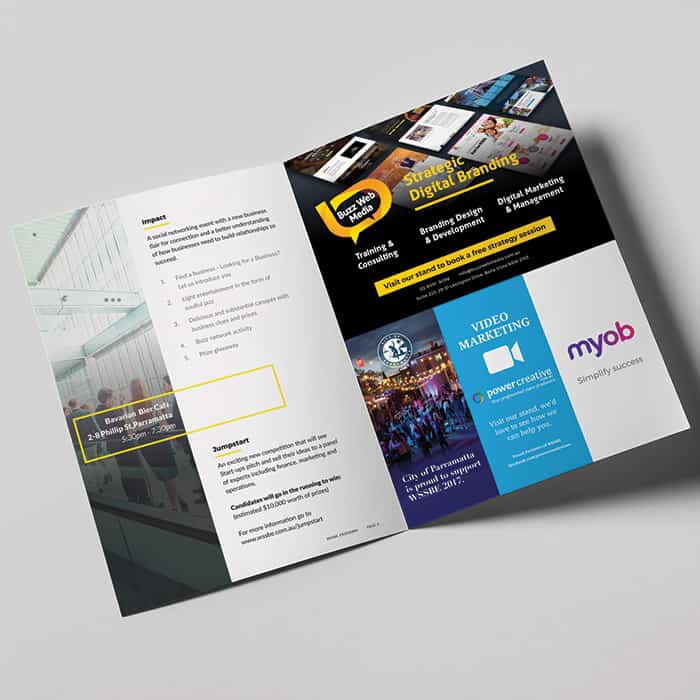 Impact
A social networking event with a new business
flair for connection and a better understanding
of how businesses need to build relationships to
succeed.
1. Find a business - Looking for a Business?
Let us introduce you
2. Light entertainment in the form of
soulful jazz
3. Delicious and substantial canapés with
business chats and prizes
4. Buzz network activity
5. Prize giveaway
Bavarian Bier Café
2-8 Phillip St,Parramatta
5:30pm - 7:30pm
Jumpstart
An exciting new competition that will see
Start-ups pitch and sell their ideas to a panel
of experts including finance, marketing and
operations.
Candidates will go in the running to win:
(estimated $10,000 worth of prizes)
For more information go to
www.wssbe.com.au/jumpstart
PAGE
Strategic
Digital Branding
Buzz Web
Media
Training &
Consulting
Branding Design
& Development
Digital Marketing
& Management
Visit our stand to book a free strategy session
City of Parramatta
is proud to support
WSSBE 2017.
VIDEO
MARKETING
powercreative
Visit our stand, we'd
love to see how we
can help you.
myob
Simplify success